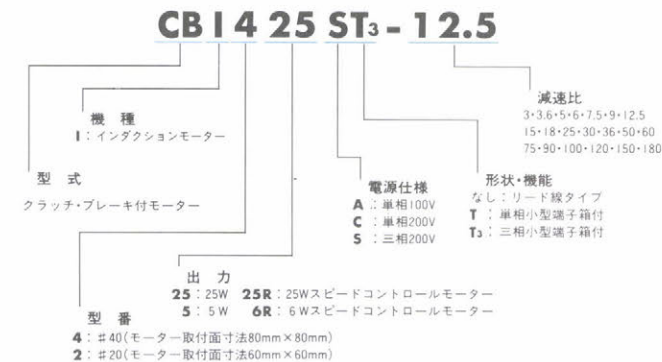 CBI425ST3-12.5
減速比
3・3.6・5・6・7.5・9・12.5
15・18・25・30・36・50・60
75・90・100・120・150・180
機 種
I:インダクションモーター
型 式
クラッチ・ブレーキ付モーター
電源仕様
A:単相100V
C:単相200V
S:三相200V
形状・機能
なし:リード線タイプ
T:単相小型端子箱付
T3:三相小型端子箱付
出 力
25:25W 25R:25Wスピードコントロールモーター
5:5W 6R:6Wスピードコントロールモーター
型 番
4:#40(モーター取付面寸法80mm×80mm)
2:#20(モーター取付面寸法60mm×60mm)